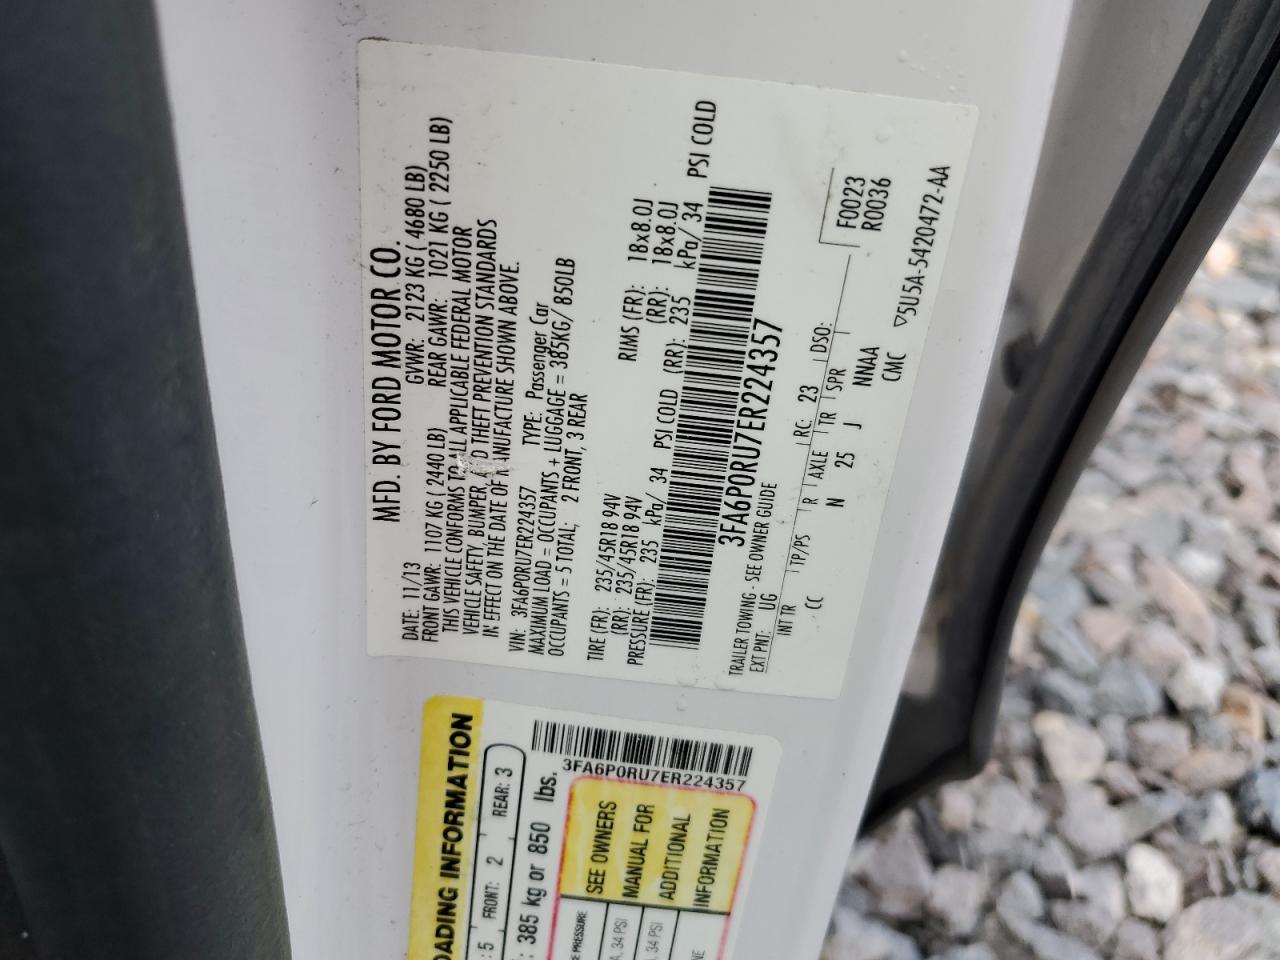 MFD. BY FORD MOTOR CO.
DATE: 11/13 GVWR: 2123 KG ( 4680 LB)
FRONT GAWR: 1107 KG ( 2440 LB) REAR GAWR: 1021 KG ( 2250 LB)
THIS VEHICLE CONFORMS TO ALL APPLICABLE FEDERAL MOTOR
VEHICLE SAFETY, BUMPER, AND THEFT PREVENTION STANDARDS
IN EFFECT ON THE DATE OF MANUFACTURE SHOWN ABOVE.
VIN: 3FA6P0RU7ER224357 TYPE: Passenger Car
MAXIMUM LOAD = OCCUPANTS + LUGGAGE = 385KG/ 850LB
OCCUPANTS = 5 TOTAL; 2 FRONT, 3 REAR
TIRE (FR): 235/45R18 94V RIMS (FR): 18x8.0J
(RR): 235/45R18 94V (RR): 18x8.0J
PRESSURE (FR): 235 kPa/ 34 PSI COLD (RR): 235 kPa/ 34 PSI COLD
3FA6P0RU7ER224357
TRAILER TOWING - SEE OWNER GUIDE
EXT PNT: UG RC: 23 DSO: F0023
R0036
INT TR TP/PS R AXLE TR SPR
CC N 25 J NNAA
CMC
▽5U5A-5420472-AA
OADING INFORMATION
: 5 FRONT: 2 REAR: 3
: 385 kg or 850 lbs.
3FA6P0RU7ER224357
SEE OWNERS
MANUAL FOR
ADDITIONAL
INFORMATION
E PRESSURE
A, 34 PSI
A, 34 PSI
NE